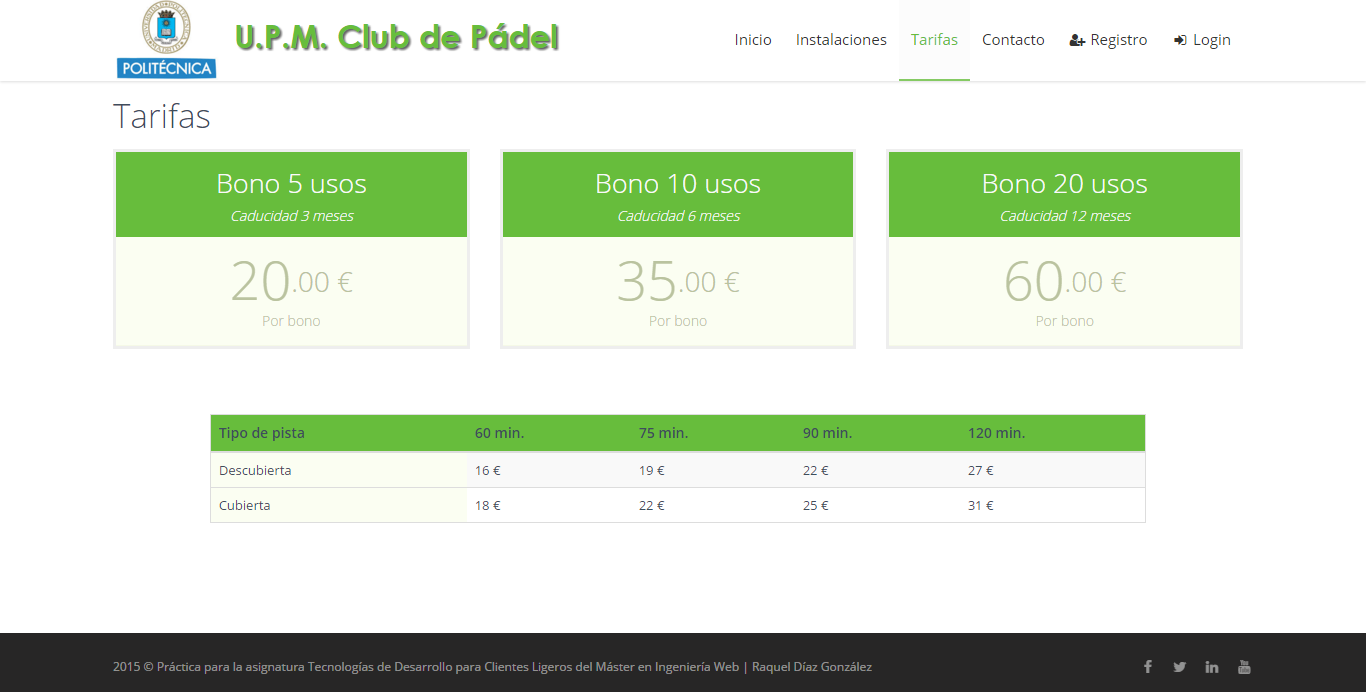 POLITÉCNICA
U.P.M. Club de Pádel
Inicio Instalaciones Tarifas Contacto Registro Login
Tarifas
Bono 5 usos
Caducidad 3 meses
20.00 €
Por bono
Bono 10 usos
Caducidad 6 meses
35.00 €
Por bono
Bono 20 usos
Caducidad 12 meses
60.00 €
Por bono
Tipo de pista 60 min. 75 min. 90 min. 120 min.
Descubierta 16 € 19 € 22 € 27 €
Cubierta 18 € 22 € 25 € 31 €
2015 © Práctica para la asignatura Tecnologías de Desarrollo para Clientes Ligeros del Máster en Ingeniería Web | Raquel Díaz González